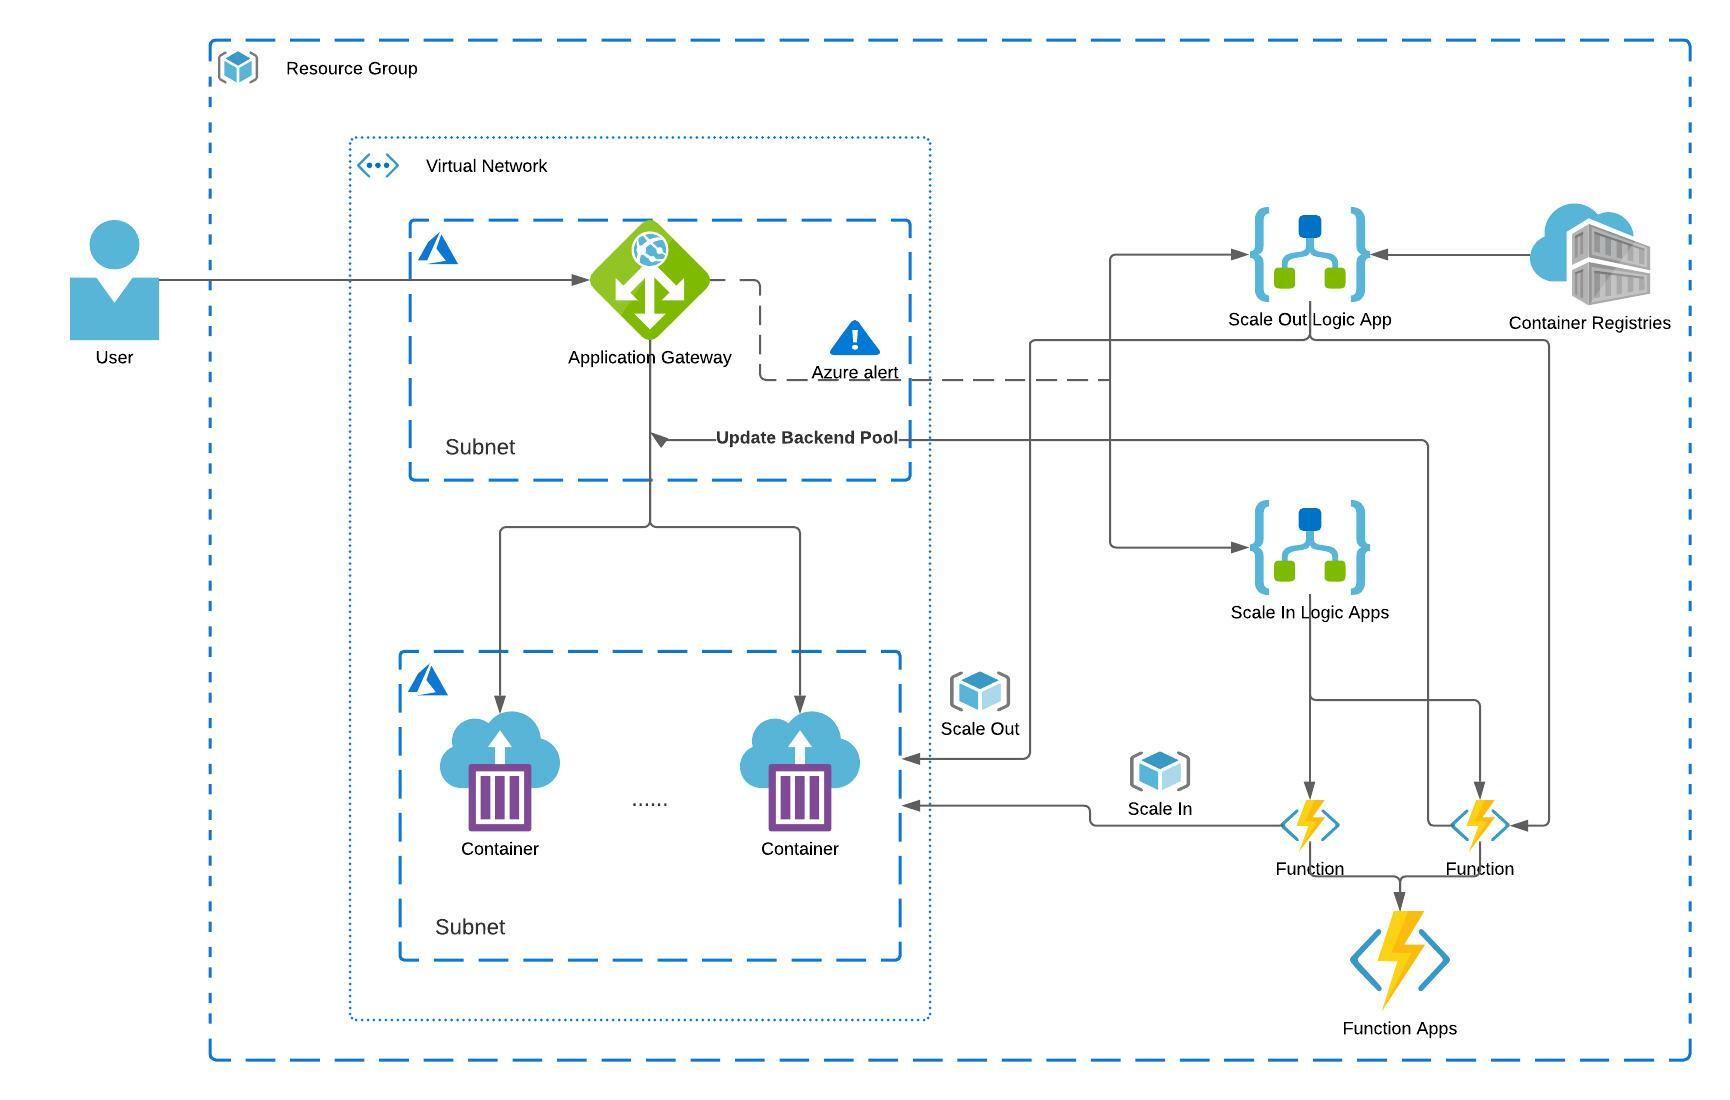 Resource Group
Virtual Network
User
Application Gateway
Azure alert
Scale Out Logic App
Container Registries
Update Backend Pool
Subnet
Scale In Logic Apps
Scale Out
Scale In
......
Container
Container
Function
Function
Subnet
Function Apps